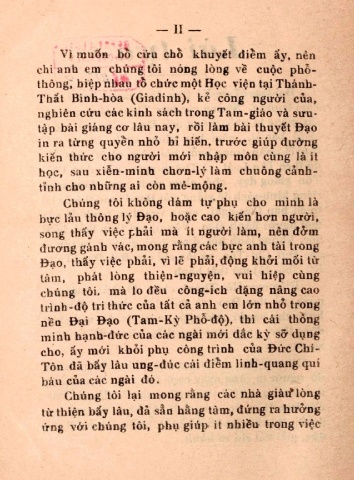 — II —
Vì muốn bồ cứu chỗ khuyết điểm ấy, nên
chị anh em chúng tôi nóng lòng về cuộc phổ-
thông, hiệp nhau tổ chức một Học viện tại Thánh-
Thất Bình-hòa (Giadinh), kẻ công người của,
nghiên cứu các kinh sách trong Tam-giáo và sưu-
tập bài giảng cơ lâu nay, rồi làm bài thuyết Đạo
in ra từng quyển nhỏ bỉ hiển, trước giúp đường
kiến thức cho người mới nhập môn cùng là ít
học, sau xiễn-minh chơn-lý làm chuông cảnh-
tỉnh cho những ai còn mê-mộng.
Chúng tôi không dám tự phụ cho mình là
bực lầu thông lý Đạo, hoặc cao kiến hơn người,
song thấy việc phải mà ít người làm, nên đởm
đương gánh vác, mong rằng các bực anh tài trong
Đạo, thấy việc phải, vì lẽ phải, động khởi mối từ
tâm, phát lòng thiện-nguyện, vui hiệp cùng
chúng tôi, mà lo đều công-ích đặng nâng cao
trình-độ tri thức của tất cả anh em lớn nhỏ trong
nền Đại Đạo (Tam-Kỳ Phổ-độ), thì cái thông
minh hạnh-đức của các ngài mới đắc kỳ sở dụng
cho, ấy mới khỏi phụ công trình của Đức Chí-
Tôn đã bấy lâu ung-đúc cái điểm linh-quang quí
báu của các ngài đó.
Chúng tôi lại mong rằng các nhà giàu lòng
từ thiện bấy lâu, đã sẳn hằng tâm, đứng ra hưởng
ứng với chúng tôi, phụ giúp ít nhiều trong việc